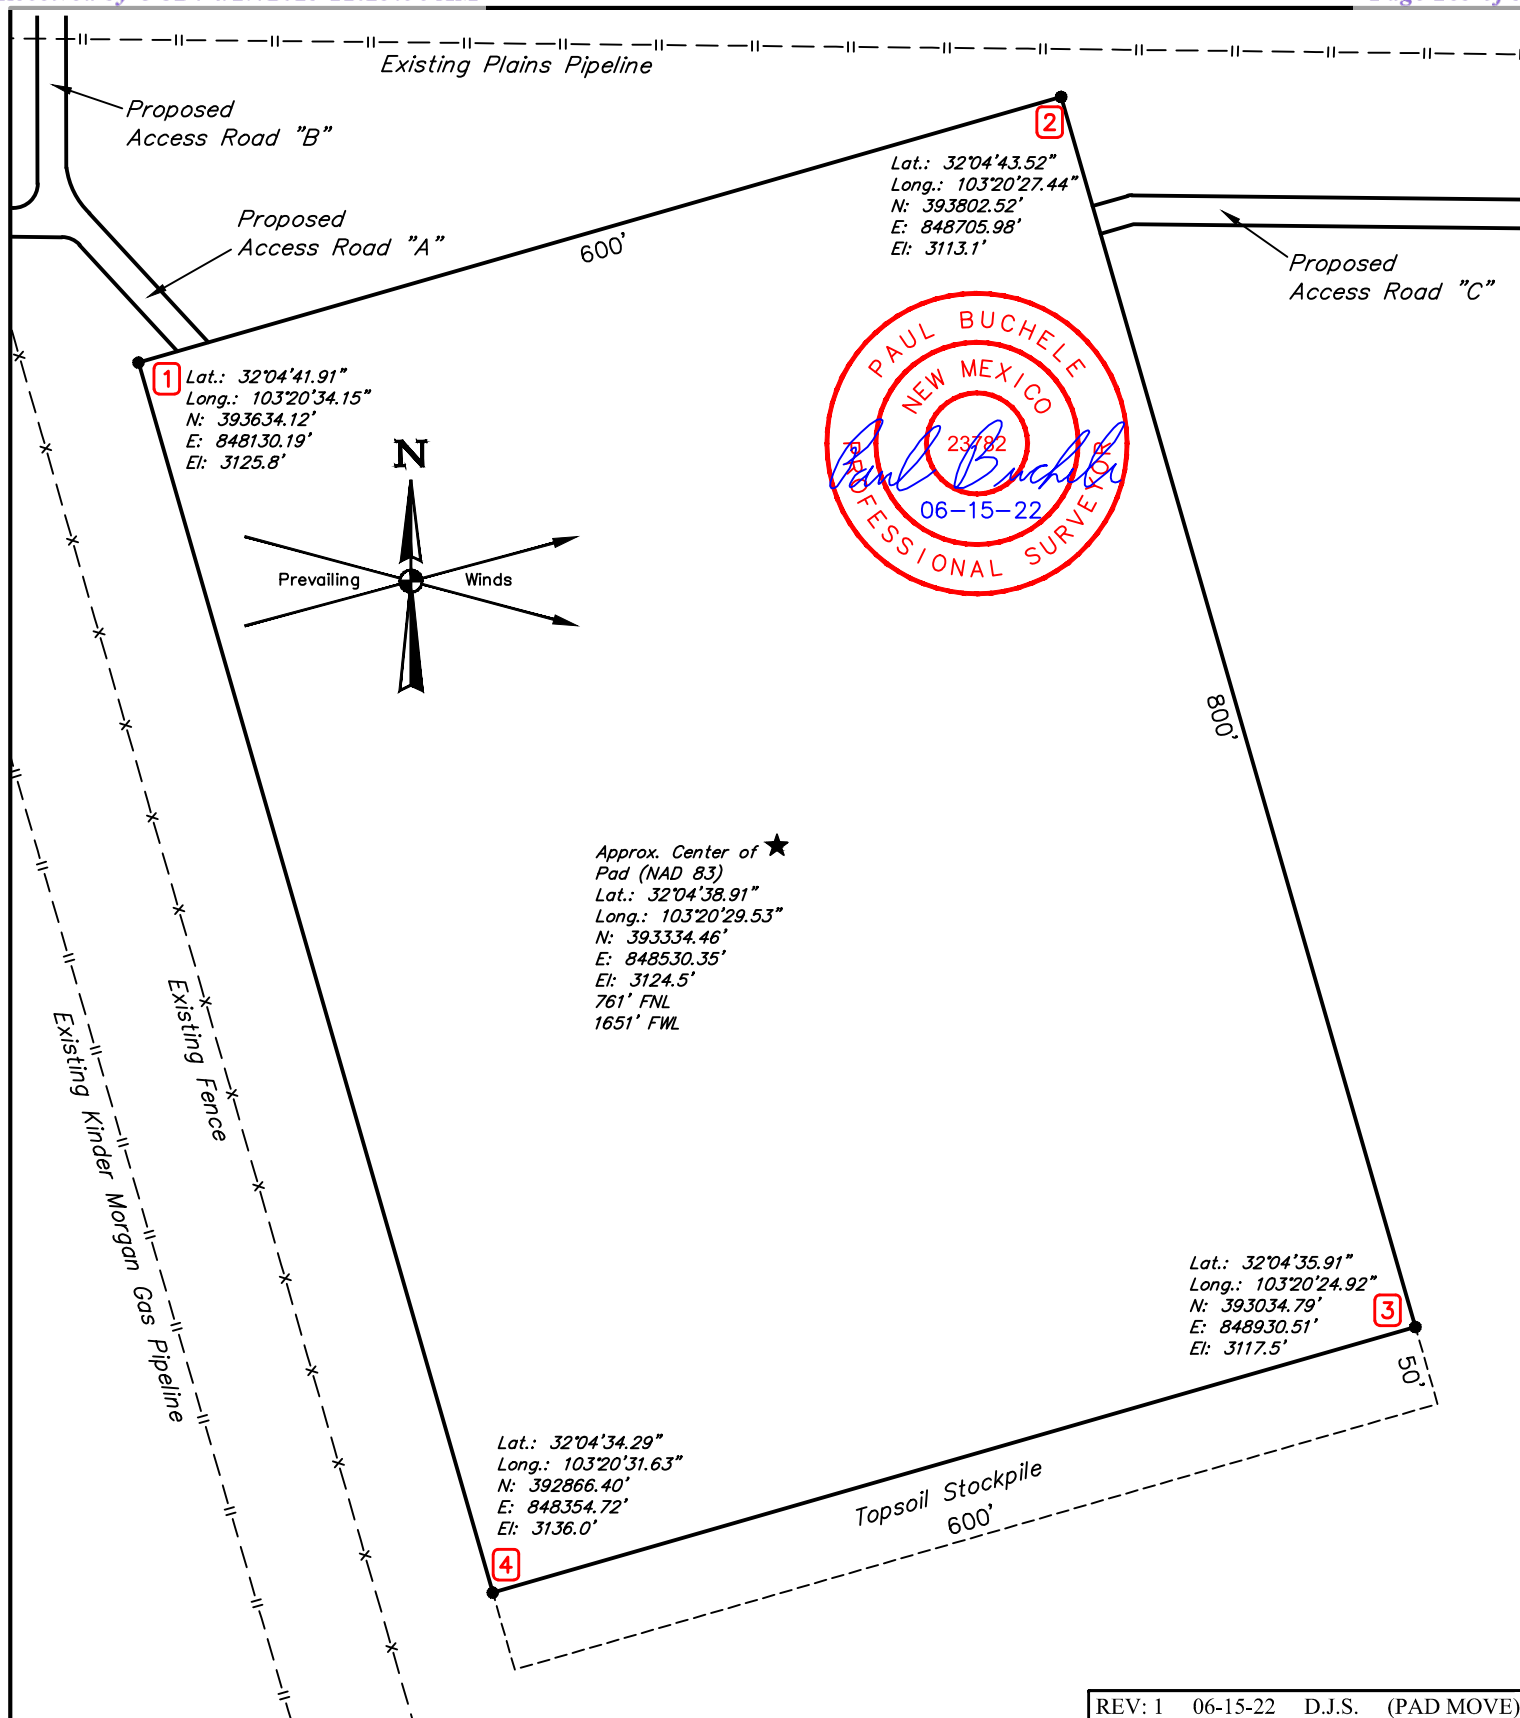 Existing Plains Pipeline
Proposed
Access Road "B"
2
Lat.: 32°04'43.52"
Long.: 103°20'27.44"
N: 393802.52'
E: 848705.98'
El: 3113.1'
Proposed
Access Road "A"
600'
Proposed
Access Road "C"
1
Lat.: 32°04'41.91"
Long.: 103°20'34.15"
N: 393634.12'
E: 848130.19'
El: 3125.8'
PAUL BUCHELE
NEW MEXICO
23782
Paul Buchele
06-15-22
PROFESSIONAL SURVEYOR
N
Prevailing Winds
800'
Approx. Center of
Pad (NAD 83)
Lat.: 32°04'38.91"
Long.: 103°20'29.53"
N: 393334.46'
E: 848530.35'
El: 3124.5'
761' FNL
1651' FWL
Existing Fence
Existing Kinder Morgan Gas Pipeline
Lat.: 32°04'35.91"
Long.: 103°20'24.92"
N: 393034.79'
E: 848930.51'
El: 3117.5'
3
50'
Lat.: 32°04'34.29"
Long.: 103°20'31.63"
N: 392866.40'
E: 848354.72'
El: 3136.0'
4
Topsoil Stockpile
600'
REV: 1 06-15-22 D.J.S. (PAD MOVE)